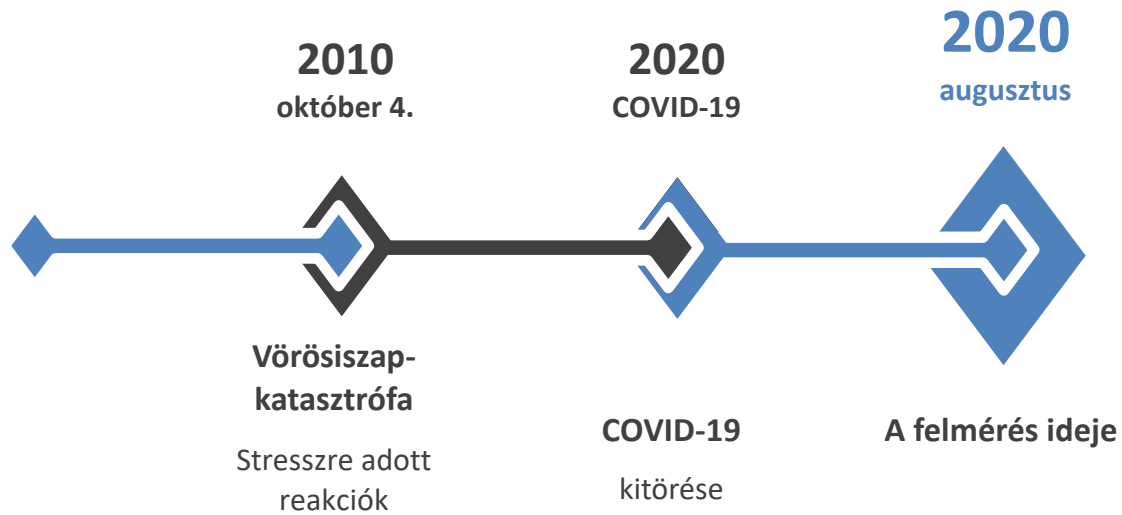 2010
október 4.
Vörösiszap-
katasztrófa
Stresszre adott
reakciók
2020
COVID-19
COVID-19
kitörése
2020
augusztus
A felmérés ideje